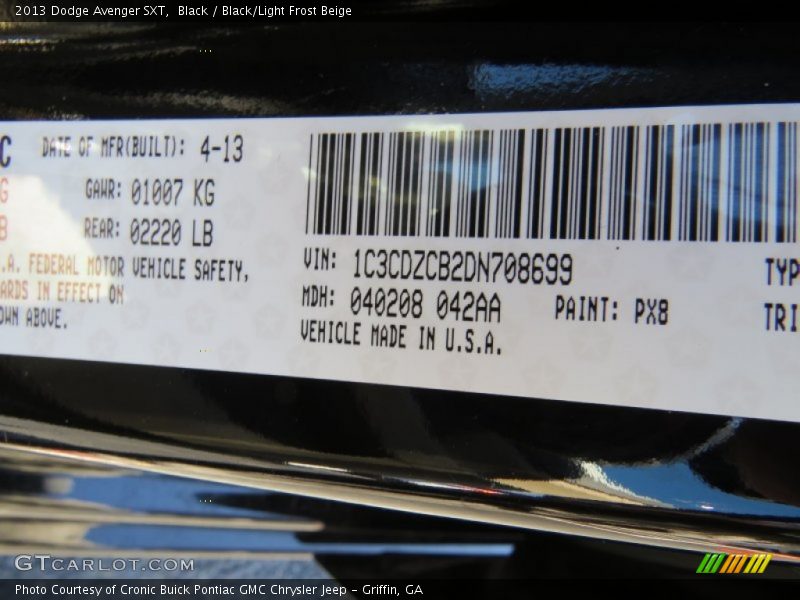 2013 Dodge Avenger SXT,  Black / Black/Light Frost Beige
C DATE OF MFR(BUILT): 4-13
G GAWR: 01007 KG
B REAR: 02220 LB
.A. FEDERAL MOTOR VEHICLE SAFETY,
ARDS IN EFFECT ON
OWN ABOVE.
VIN: 1C3CDZCB2DN708699
MDH: 040208 042AA PAINT: PX8
VEHICLE MADE IN U.S.A.
TYP
TRI
GTCARLOT.COM
Photo Courtesy of Cronic Buick Pontiac GMC Chrysler Jeep - Griffin, GA